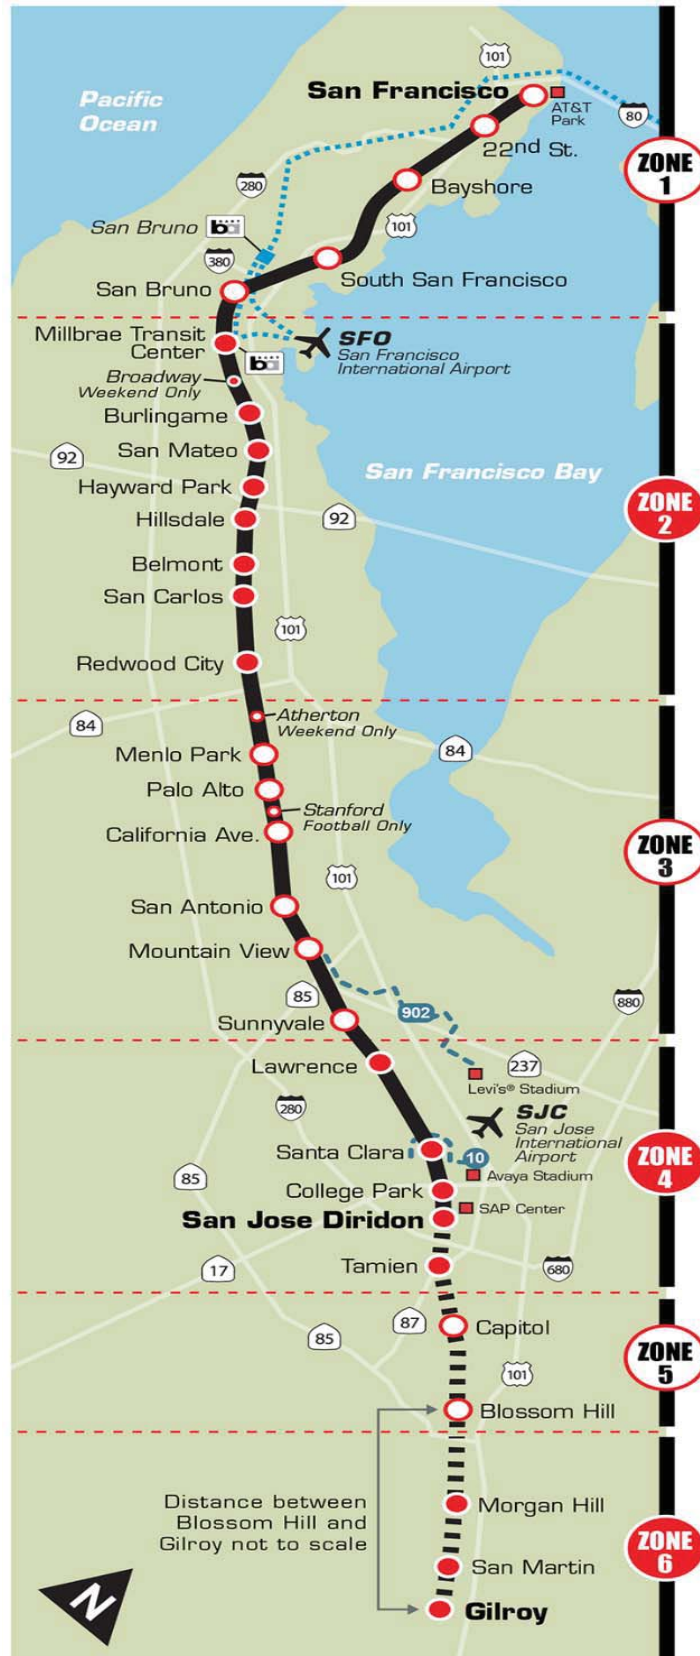 101
San Francisco
Pacific
Ocean
AT&T
Park
80
22nd St.
ZONE
1
280
Bayshore
101
San Bruno
ba
380
South San Francisco
San Bruno
Millbrae Transit
Center
SFO
San Francisco
International Airport
ba
Broadway
Weekend Only
Burlingame
San Mateo
92
San Francisco Bay
Hayward Park
ZONE
2
Hillsdale
92
Belmont
San Carlos
101
Redwood City
Atherton
Weekend Only
84
Menlo Park
84
Palo Alto
Stanford
Football Only
California Ave.
ZONE
3
101
San Antonio
Mountain View
85
902
880
Sunnyvale
Lawrence
237
Levi's® Stadium
280
SJC
San Jose
International
Airport
Santa Clara
10
ZONE
4
85
Avaya Stadium
College Park
SAP Center
San Jose Diridon
Tamien
17
680
87
Capitol
85
ZONE
5
101
Blossom Hill
Distance between
Blossom Hill and
Gilroy not to scale
Morgan Hill
ZONE
6
San Martin
N
Gilroy